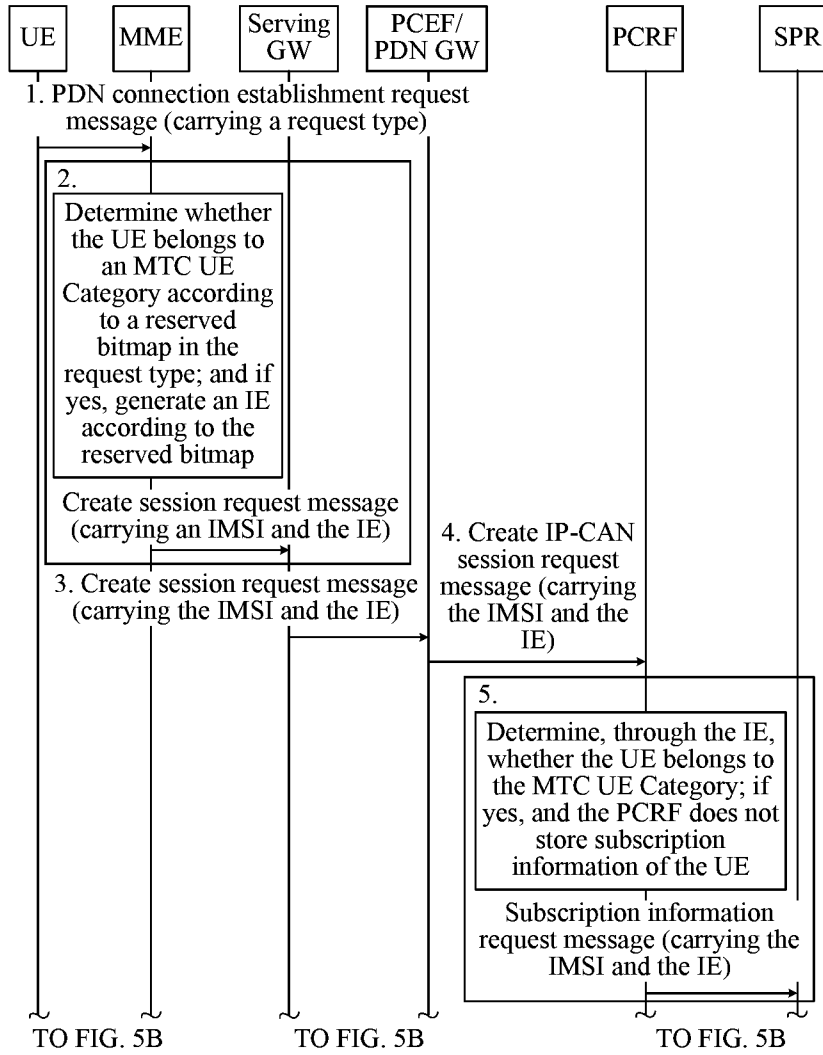 UE
MME
Serving
GW
PCEF/
PDN GW
PCRF
SPR
1. PDN connection establishment request
message (carrying a request type)
2.
Determine whether
the UE belongs to
an MTC UE
Category according
to a reserved
bitmap in the
request type; and if
yes, generate an IE
according to the
reserved bitmap
Create session request message
(carrying an IMSI and the IE)
3. Create session request message
(carrying the IMSI and the IE)
4. Create IP-CAN
session request
message (carrying
the IMSI and the
IE)
5.
Determine, through the IE,
whether the UE belongs to
the MTC UE Category; if
yes, and the PCRF does not
store subscription
information of the UE
Subscription information
request message (carrying the
IMSI and the IE)
TO FIG. 5B
TO FIG. 5B
TO FIG. 5B